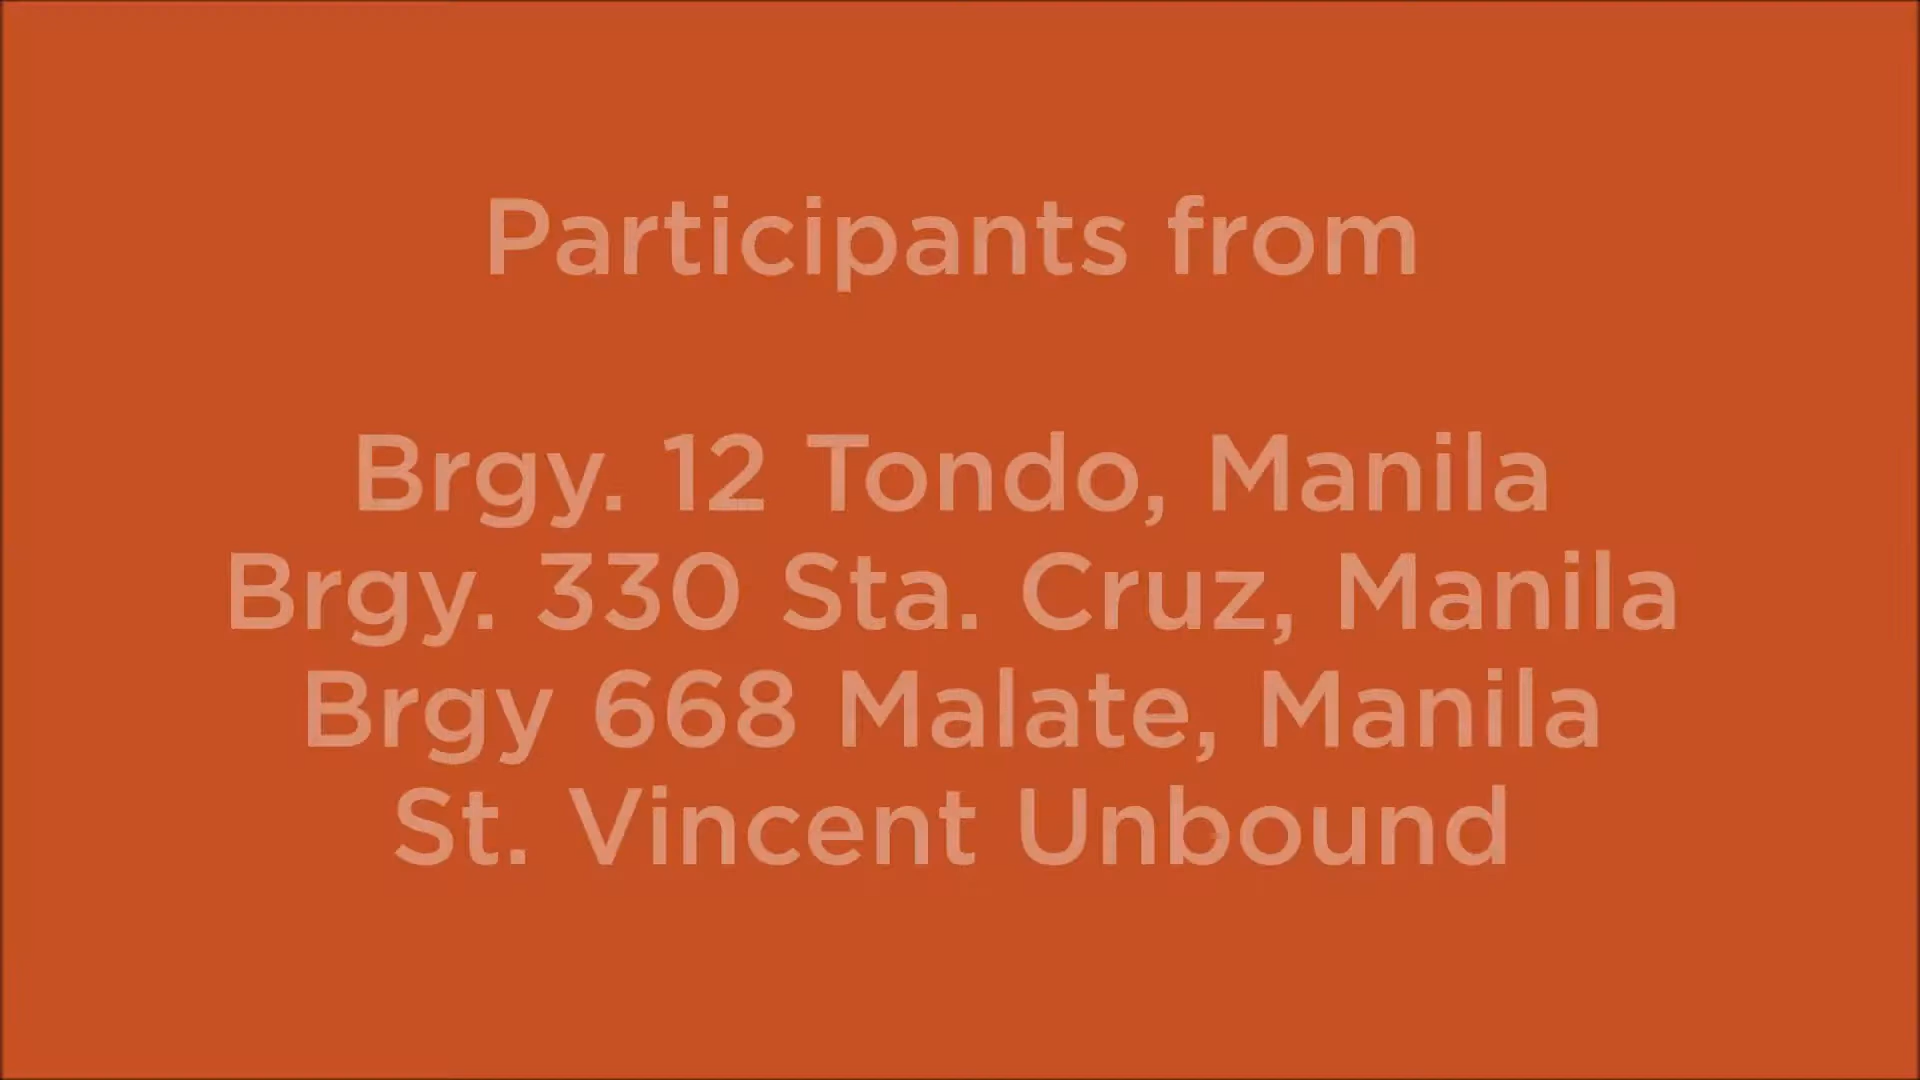 Participants from
Brgy. 12 Tondo, Manila
Brgy. 330 Sta. Cruz, Manila
Brgy 668 Malate, Manila
St. Vincent Unbound